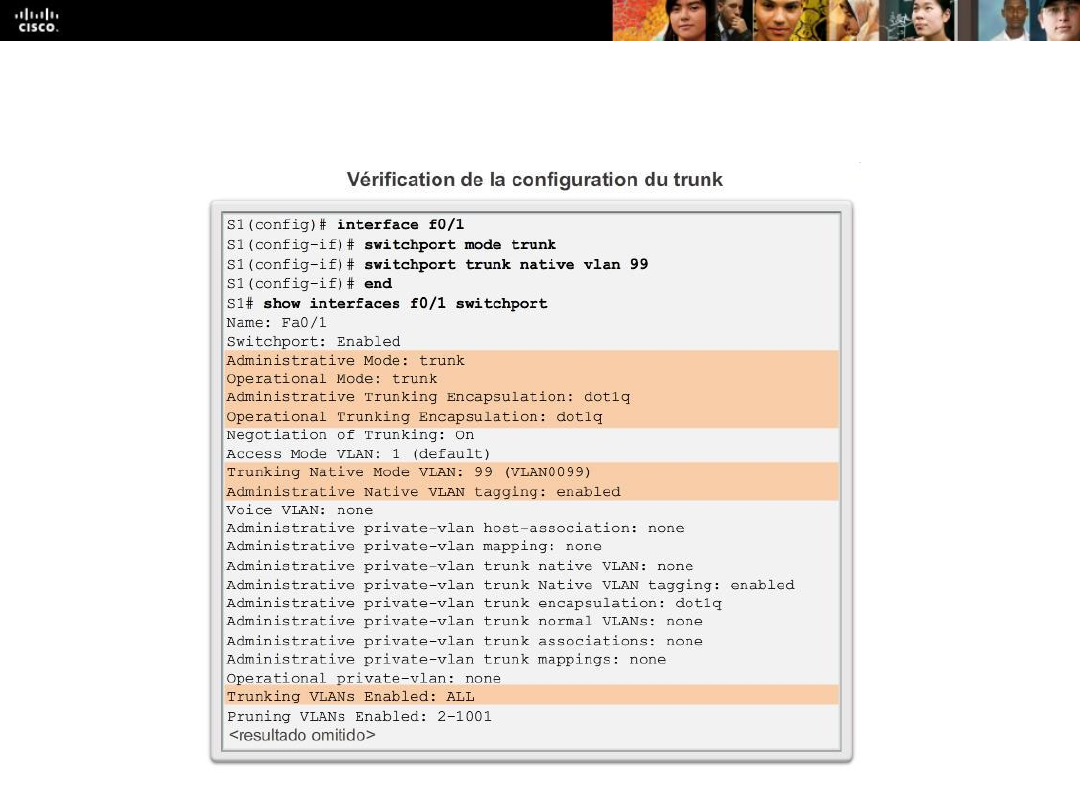 CISCO.
Vérification de la configuration du trunk
S1(config)# interface f0/1
S1(config-if)# switchport mode trunk
S1(config-if)# switchport trunk native vlan 99
S1(config-if)# end
S1# show interfaces f0/1 switchport
Name: Fa0/1
Switchport: Enabled
Administrative Mode: trunk
Operational Mode: trunk
Administrative Trunking Encapsulation: dot1q
Operational Trunking Encapsulation: dot1q
Negotiation of Trunking: On
Access Mode VLAN: 1 (default)
Trunking Native Mode VLAN: 99 (VLAN0099)
Administrative Native VLAN tagging: enabled
Voice VLAN: none
Administrative private-vlan host-association: none
Administrative private-vlan mapping: none
Administrative private-vlan trunk native VLAN: none
Administrative private-vlan trunk Native VLAN tagging: enabled
Administrative private-vlan trunk encapsulation: dot1q
Administrative private-vlan trunk normal VLANs: none
Administrative private-vlan trunk associations: none
Administrative private-vlan trunk mappings: none
Operational private-vlan: none
Trunking VLANs Enabled: ALL
Pruning VLANs Enabled: 2-1001
<resultado omitido>